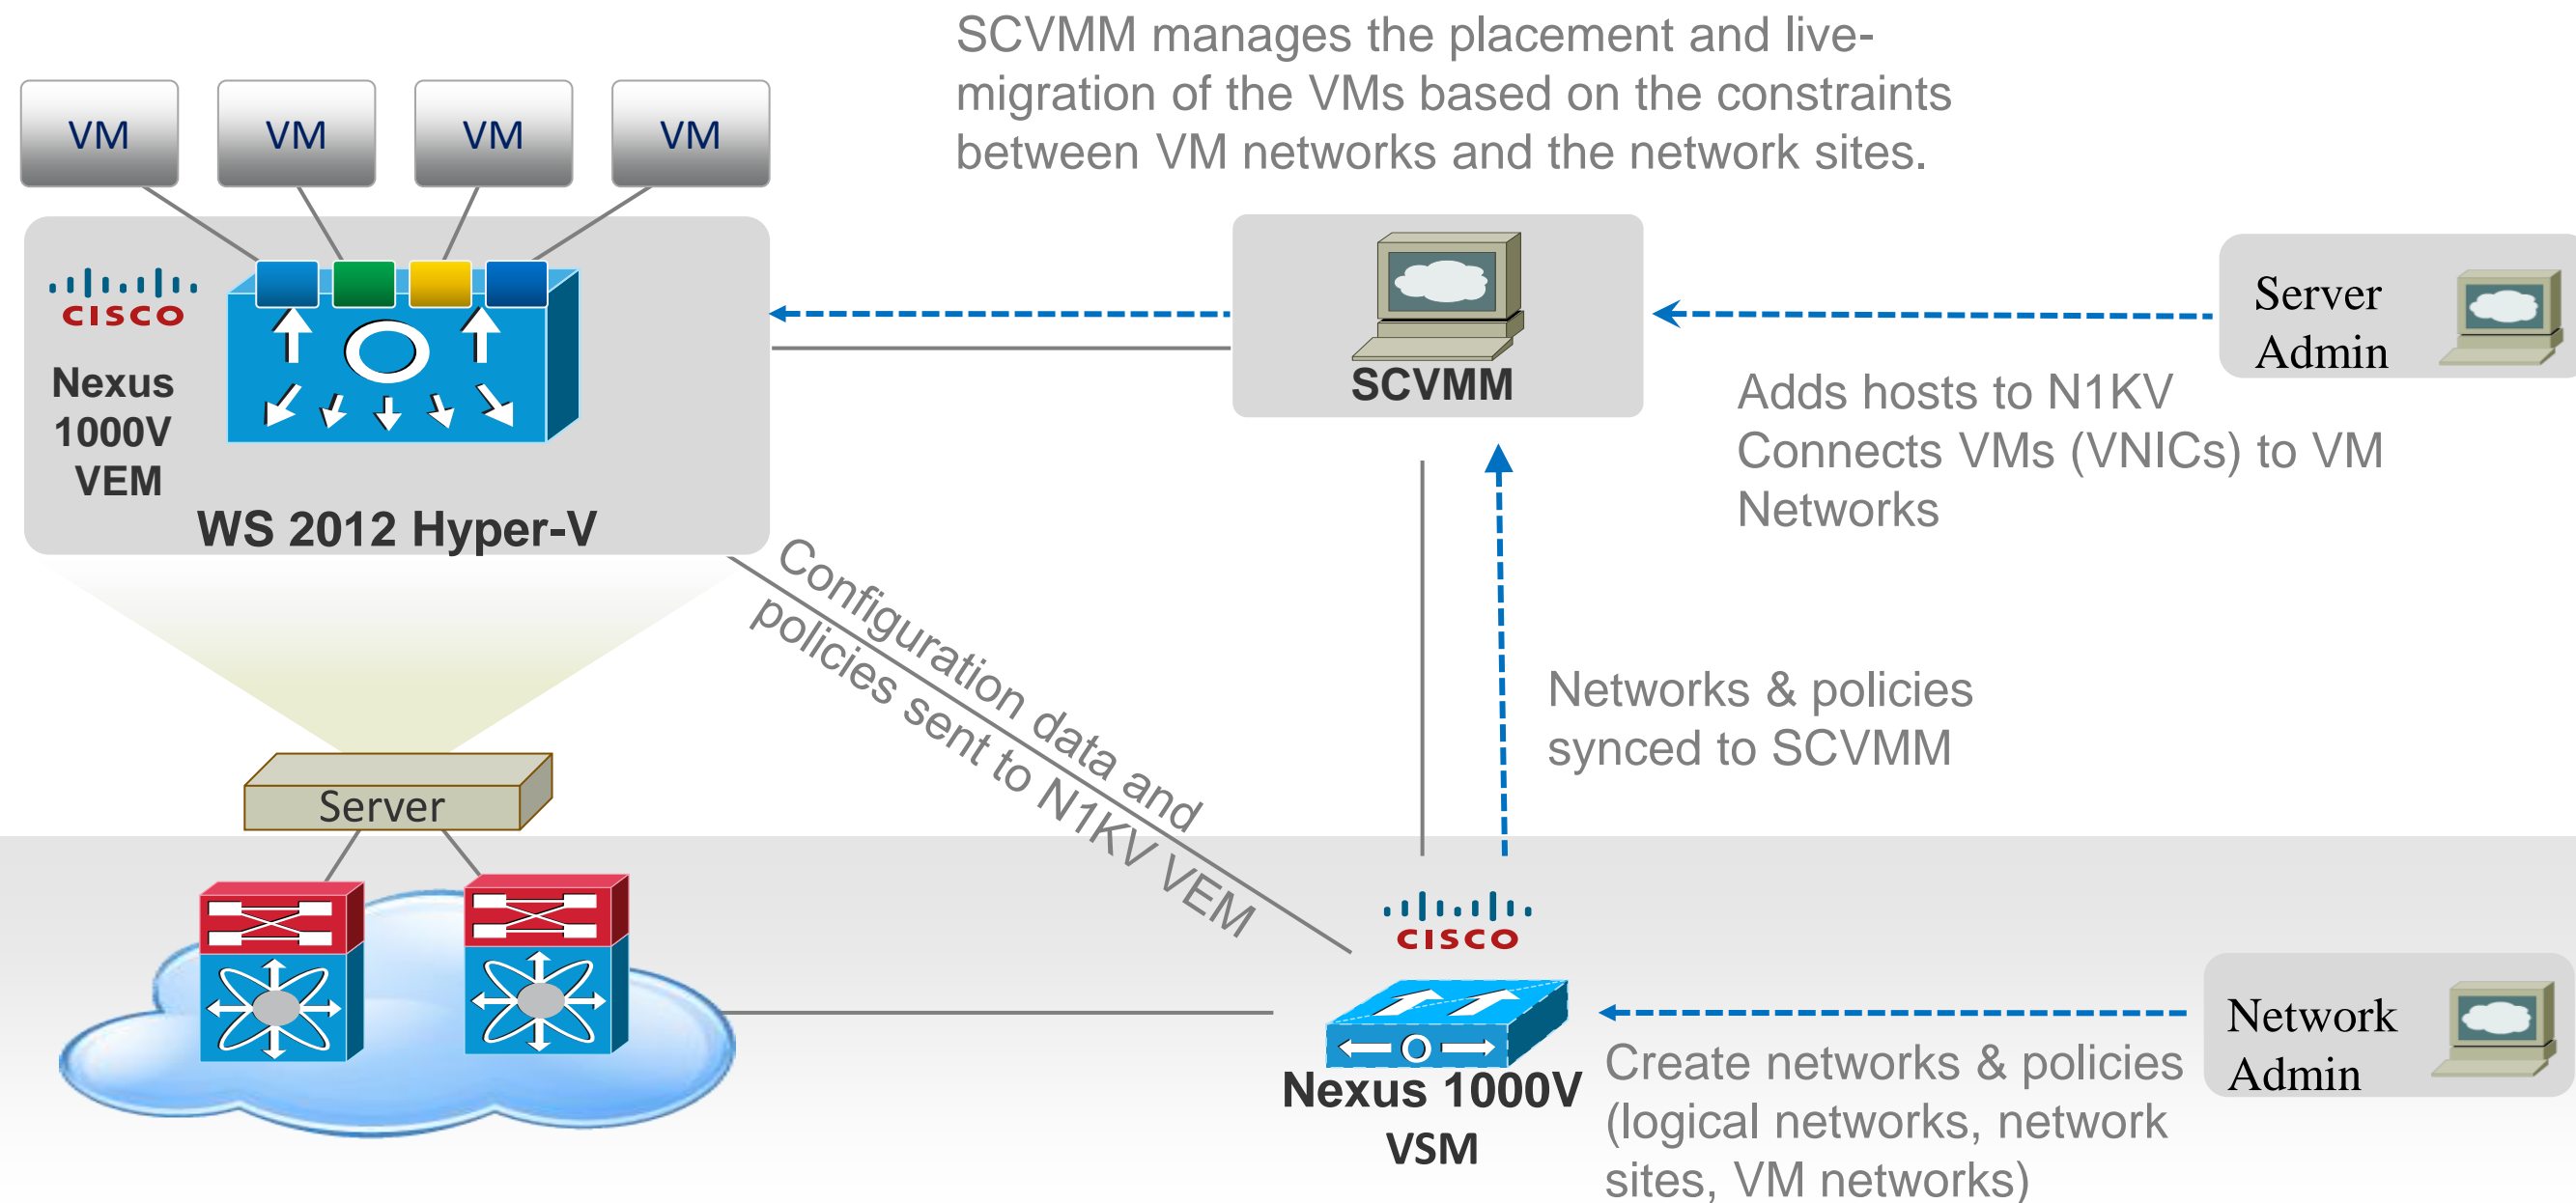 SCVMM manages the placement and live-
migration of the VMs based on the constraints
between VM networks and the network sites.
VM
VM
VM
VM
CISCO
Nexus
1000V
VEM
WS 2012 Hyper-V
SCVMM
Server
Admin
Adds hosts to N1KV
Connects VMs (VNICs) to VM
Networks
Configuration data and
policies sent to N1KV VEM
Networks & policies
synced to SCVMM
Server
CISCO
Nexus 1000V
VSM
Network
Admin
Create networks & policies
(logical networks, network
sites, VM networks)